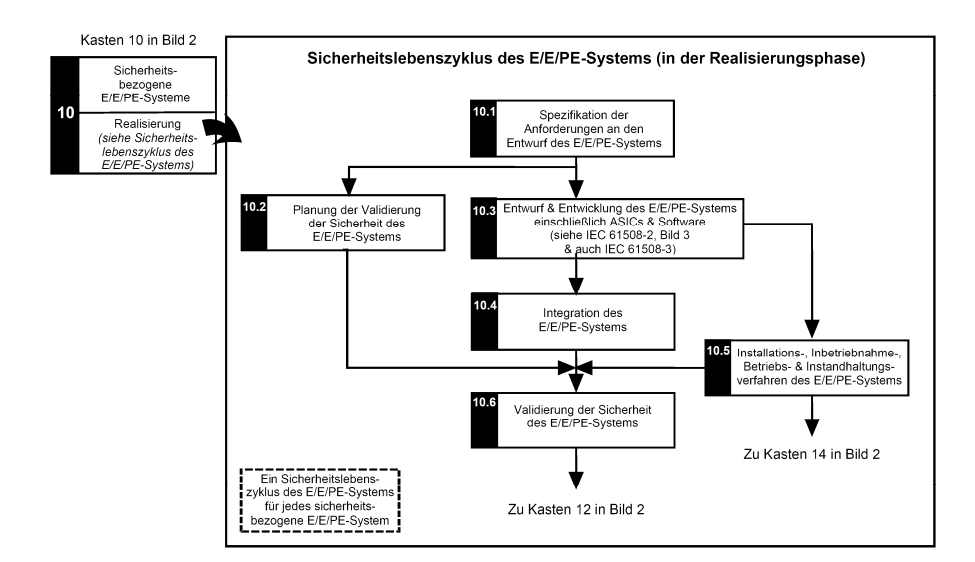 Kasten 10 in Bild 2
10
Sicherheits-
bezogene
E/E/PE-Systeme
Realisierung
(siehe Sicherheits-
lebenszyklus des
E/E/PE-Systems)
Sicherheitslebenszyklus des E/E/PE-Systems (in der Realisierungsphase)
10.1
Spezifikation der
Anforderungen an den
Entwurf des E/E/PE-Systems
10.2
Planung der Validierung
der Sicherheit des
E/E/PE-Systems
10.3
Entwurf & Entwicklung des E/E/PE-Systems
einschließlich ASICs & Software
(siehe IEC 61508-2, Bild 3
& auch IEC 61508-3)
10.4
Integration des
E/E/PE-Systems
10.5
Installations-, Inbetriebnahme-,
Betriebs- & Instandhaltungs-
verfahren des E/E/PE-Systems
10.6
Validierung der Sicherheit
des E/E/PE-Systems
Zu Kasten 14 in Bild 2
Ein Sicherheitslebens-
zyklus des E/E/PE-Systems
für jedes sicherheits-
bezogene E/E/PE-System
Zu Kasten 12 in Bild 2